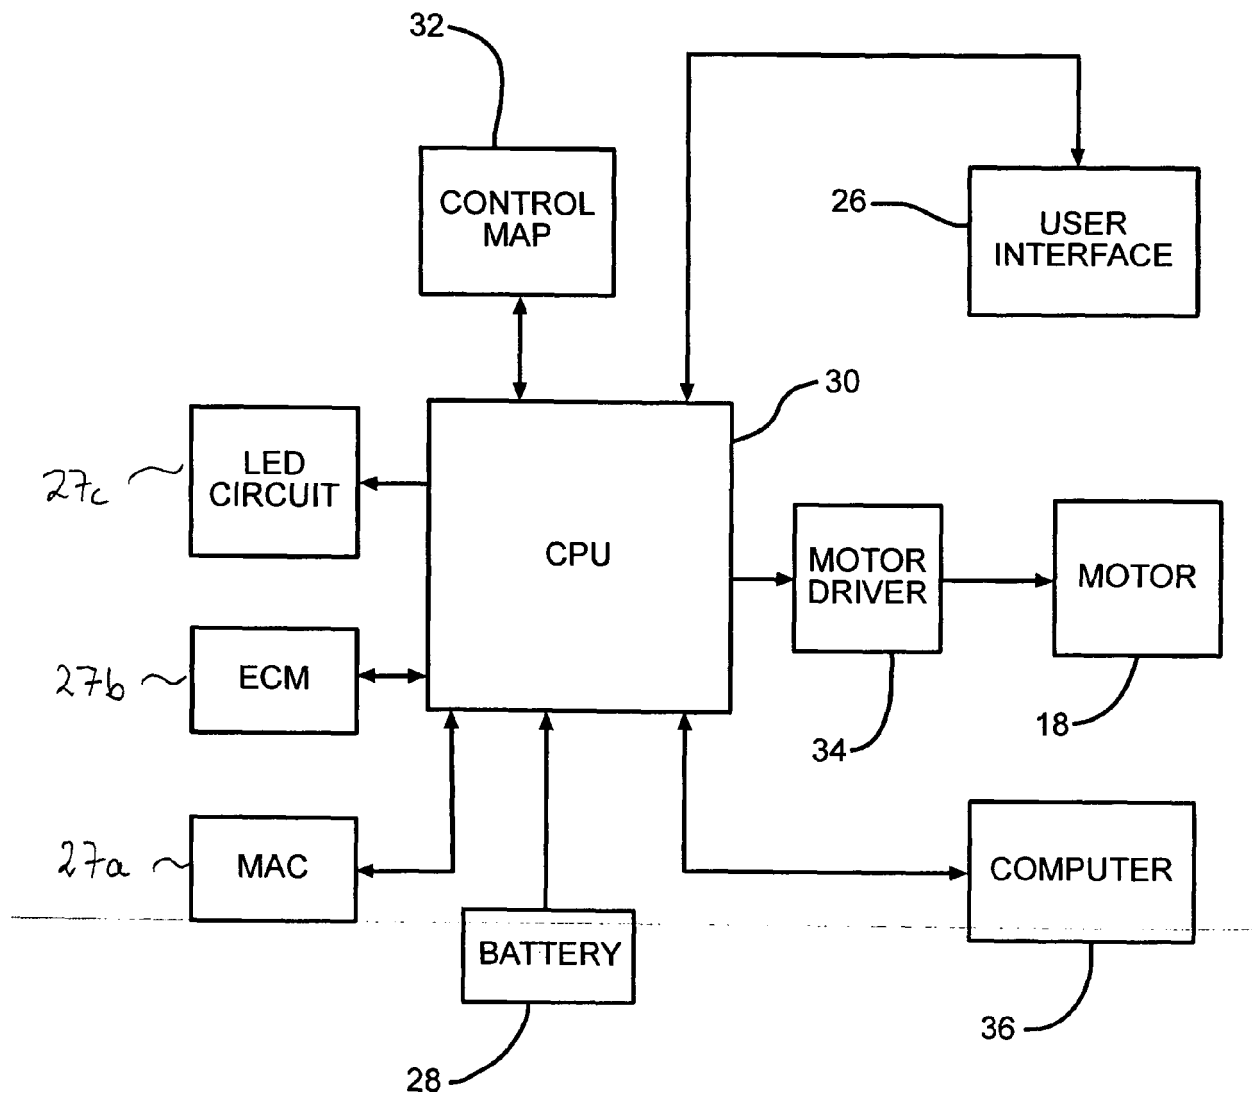 32
CONTROL
MAP
26
USER
INTERFACE
30
LED
CIRCUIT
27c
CPU
MOTOR
DRIVER
MOTOR
ECM
27b
34
18
MAC
27a
COMPUTER
BATTERY
36
28